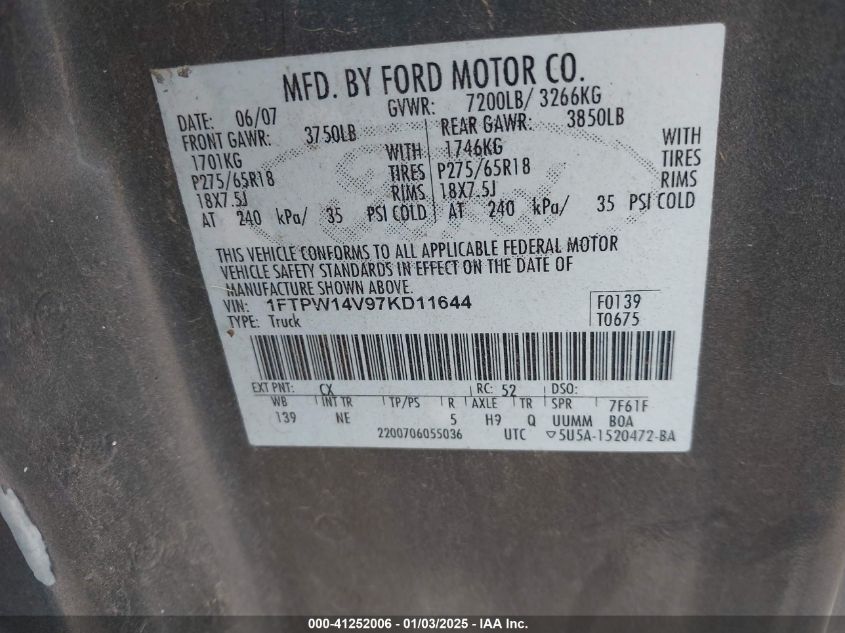 MFD. BY FORD MOTOR CO.
DATE: 06/07 GVWR: 7200LB/ 3266KG
FRONT GAWR: 3750LB REAR GAWR: 3850LB
1701KG WITH 1746KG WITH
P275/65R18 TIRES P275/65R18 TIRES
18X7.5J RIMS 18X7.5J RIMS
AT 240 kPa/ 35 PSI COLD AT 240 kPa/ 35 PSI COLD
THIS VEHICLE CONFORMS TO ALL APPLICABLE FEDERAL MOTOR
VEHICLE SAFETY STANDARDS IN EFFECT ON THE DATE OF
MANUFACTURE SHOWN ABOVE.
VIN: 1FTPW14V97KD11644 F0139
TYPE: Truck T0675
EXT PNT: CX RC: 52 DSO:
WB INT TR TP/PS R AXLE TR SPR 7F61F
139 NE 5 H9 Q UUMM BOA
2200706055036 UTC ▽5U5A-1520472-BA
000-41252006 - 01/03/2025 - IAA Inc.